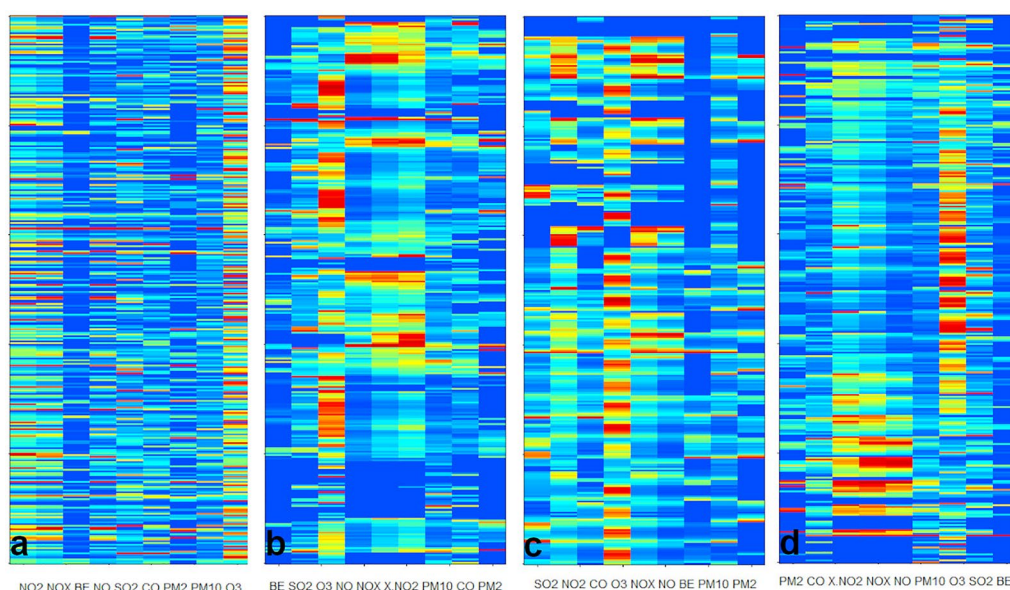 a
b
c
d
NO2 NOX BE NO SO2 CO PM2 PM10 O3
BE SO2 O3 NO NOX X.NO2 PM10 CO PM2
SO2 NO2 CO O3 NOX NO BE PM10 PM2
PM2 CO X.NO2 NOX NO PM10 O3 SO2 BE